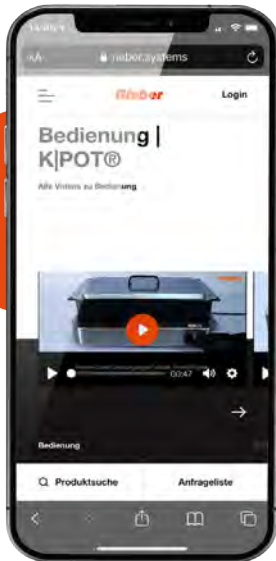 rieber.systems
Rieber
Login
Bedienung |
K|POT®
Alle Videos zu Bedienung
00:47
Bedienung
Produktsuche
Anfrageliste